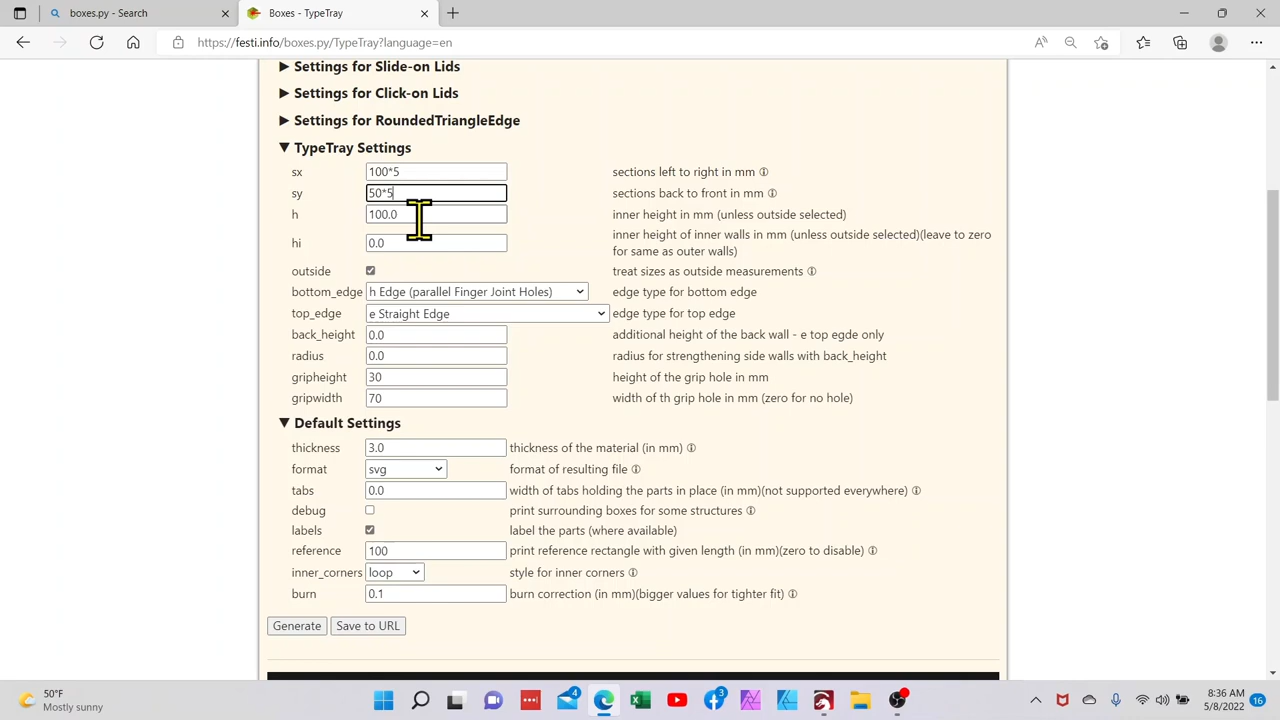 boxes.py - Search
Boxes - TypeTray
https://festi.info/boxes.py/TypeTray?language=en
Settings for Slide-on Lids
Settings for Click-on Lids
Settings for RoundedTriangleEdge
TypeTray Settings
sx 100*5 sections left to right in mm
sy 50*5 sections back to front in mm
h 100.0 inner height in mm (unless outside selected)
hi 0.0 inner height of inner walls in mm (unless outside selected)(leave to zero
for same as outer walls)
outside treat sizes as outside measurements
bottom_edge h Edge (parallel Finger Joint Holes) edge type for bottom edge
top_edge e Straight Edge edge type for top edge
back_height 0.0 additional height of the back wall - e top egde only
radius 0.0 radius for strengthening side walls with back_height
gripheight 30 height of the grip hole in mm
gripwidth 70 width of th grip hole in mm (zero for no hole)
Default Settings
thickness 3.0 thickness of the material (in mm)
format svg format of resulting file
tabs 0.0 width of tabs holding the parts in place (in mm)(not supported everywhere)
debug print surrounding boxes for some structures
labels label the parts (where available)
reference 100 print reference rectangle with given length (in mm)(zero to disable)
inner_corners loop style for inner corners
burn 0.1 burn correction (in mm)(bigger values for tighter fit)
Generate Save to URL
50°F
Mostly sunny
4
3
8:36 AM
5/8/2022
16